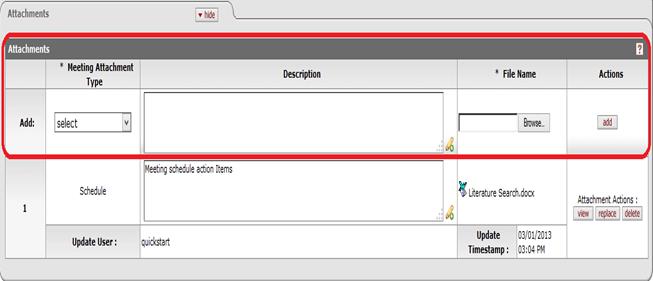 Attachments
▼ hide
Attachments ?
* Meeting Attachment Type Description * File Name Actions
Add: select Browse... add
1 Schedule Meeting schedule action Items Literature Search.docx Attachment Actions :
view replace delete
Update User : quickstart Update Timestamp : 03/01/2013 03:04 PM